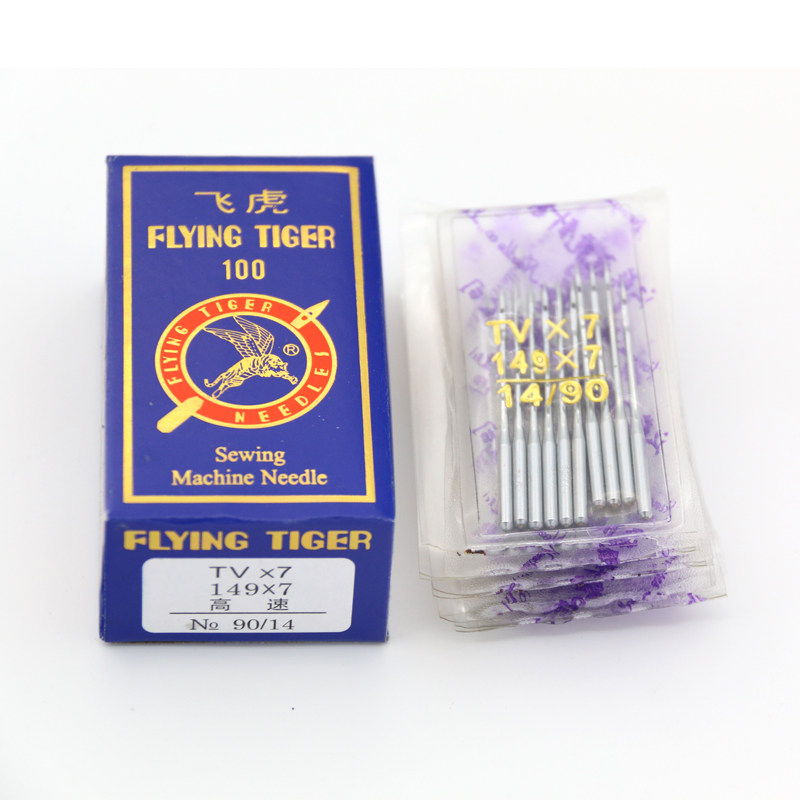 飞虎
FLYING TIGER
100
FLYING TIGER
®
NEEDLES
Sewing
Machine Needle
FLYING TIGER
TV ×7
149×7
高 速
№ 90/14
TV × 7
149 × 7
14/90